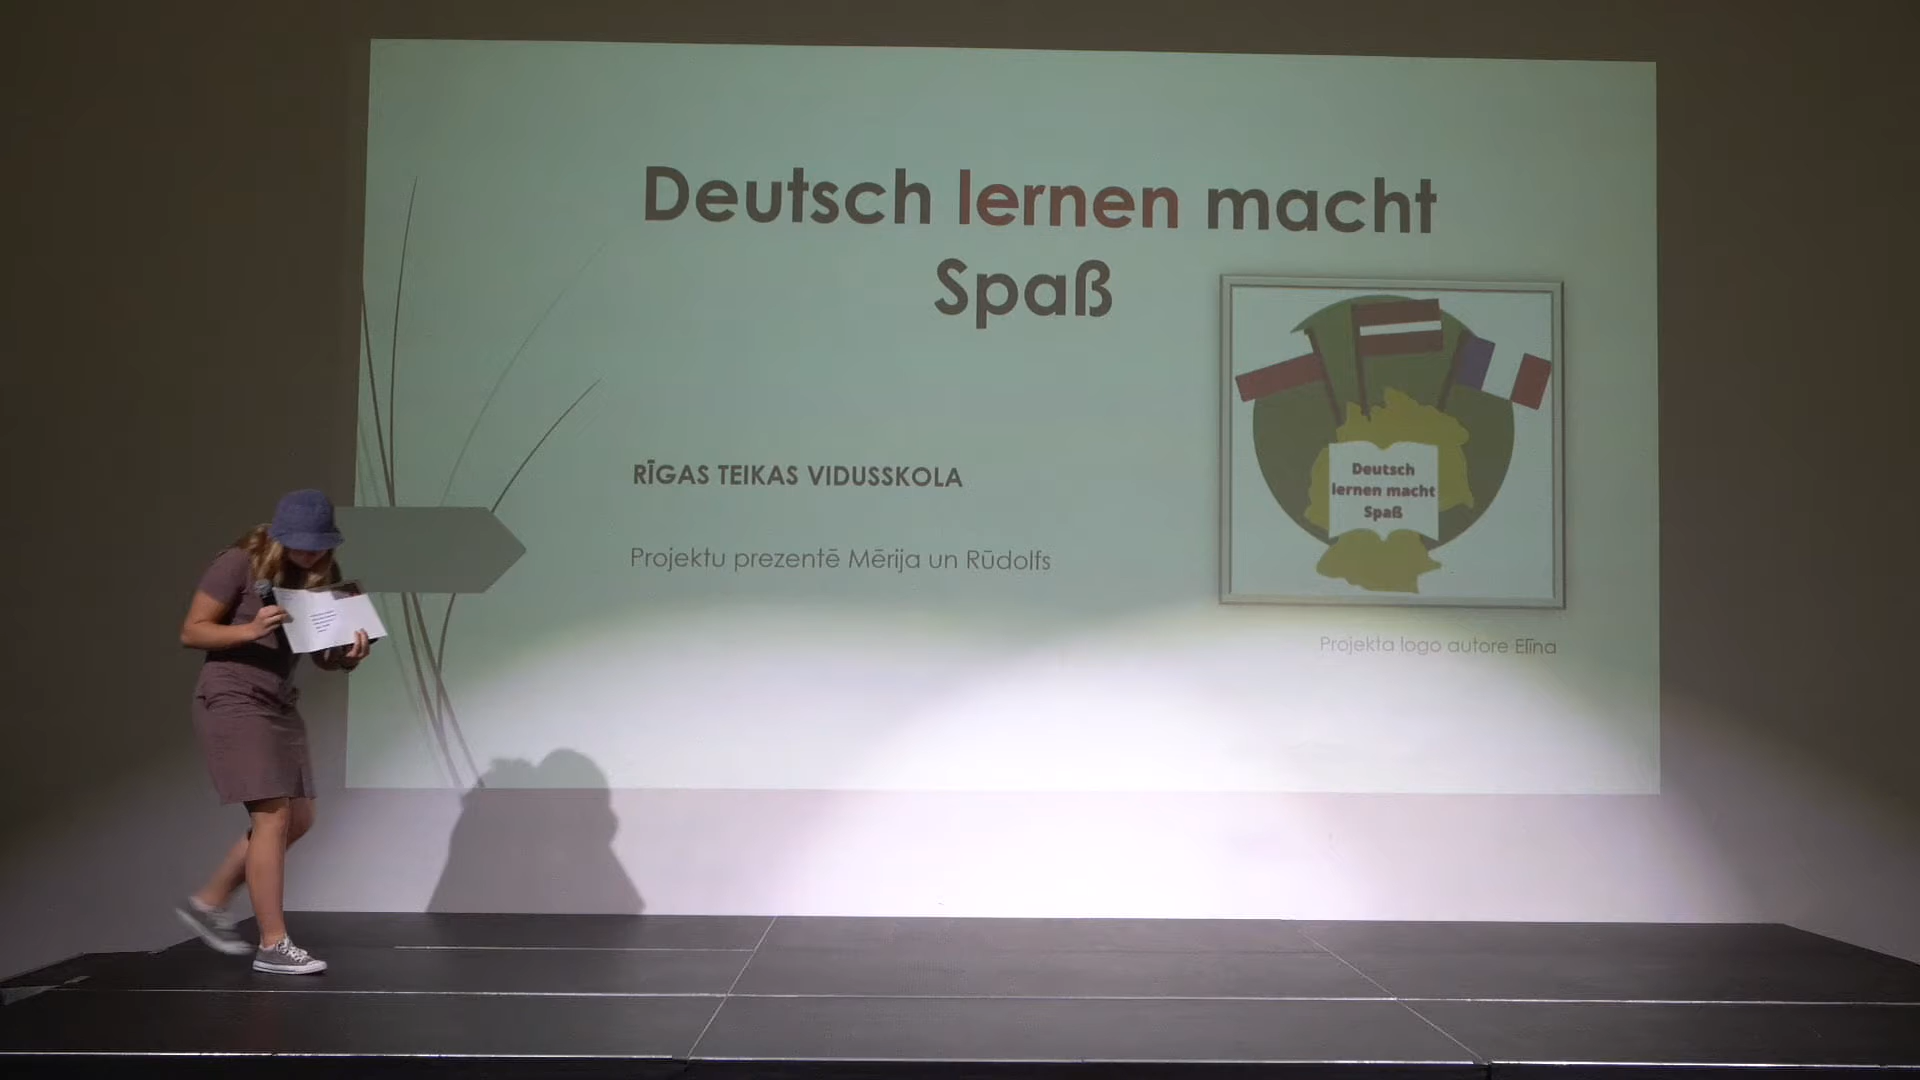 Deutsch lernen macht
Spaß
RĪGAS TEIKAS VIDUSSKOLA
Projektu prezentē Mērija un Rūdolfs
Deutsch
lernen macht
Spaß
Projekta logo autore Elīna